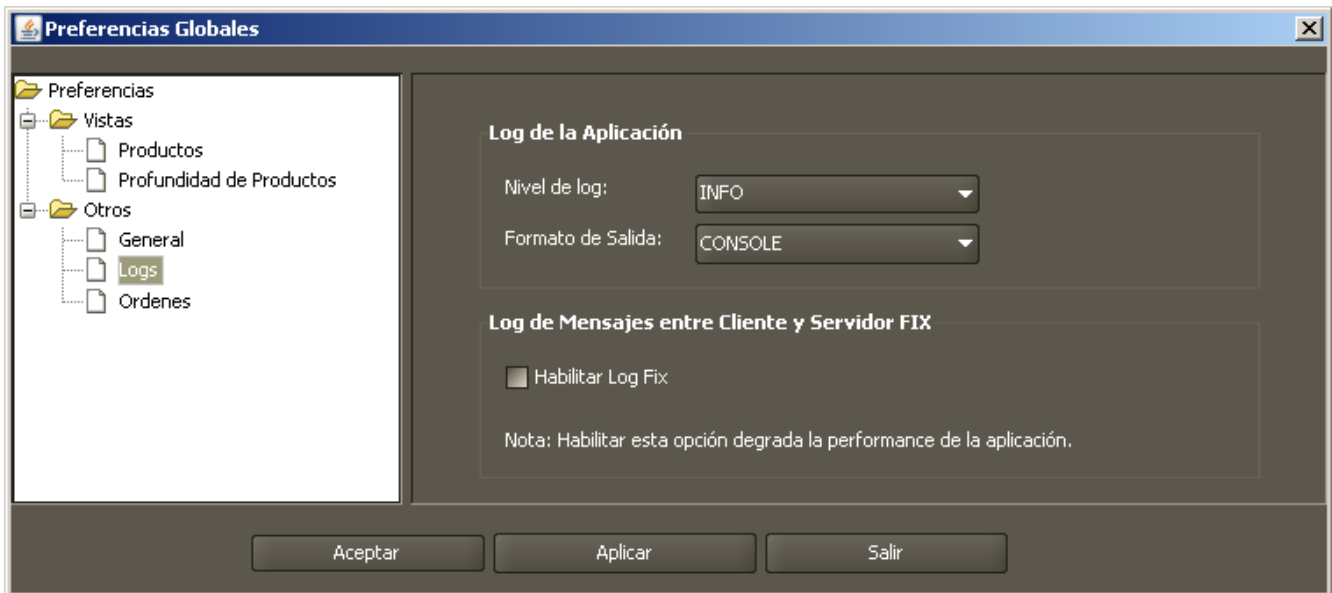 Preferencias Globales
Preferencias
Vistas
Productos
Profundidad de Productos
Otros
General
Logs
Ordenes
Log de la Aplicación
Nivel de log: INFO
Formato de Salida: CONSOLE
Log de Mensajes entre Cliente y Servidor FIX
Habilitar Log Fix
Nota: Habilitar esta opción degrada la performance de la aplicación.
Aceptar Aplicar Salir